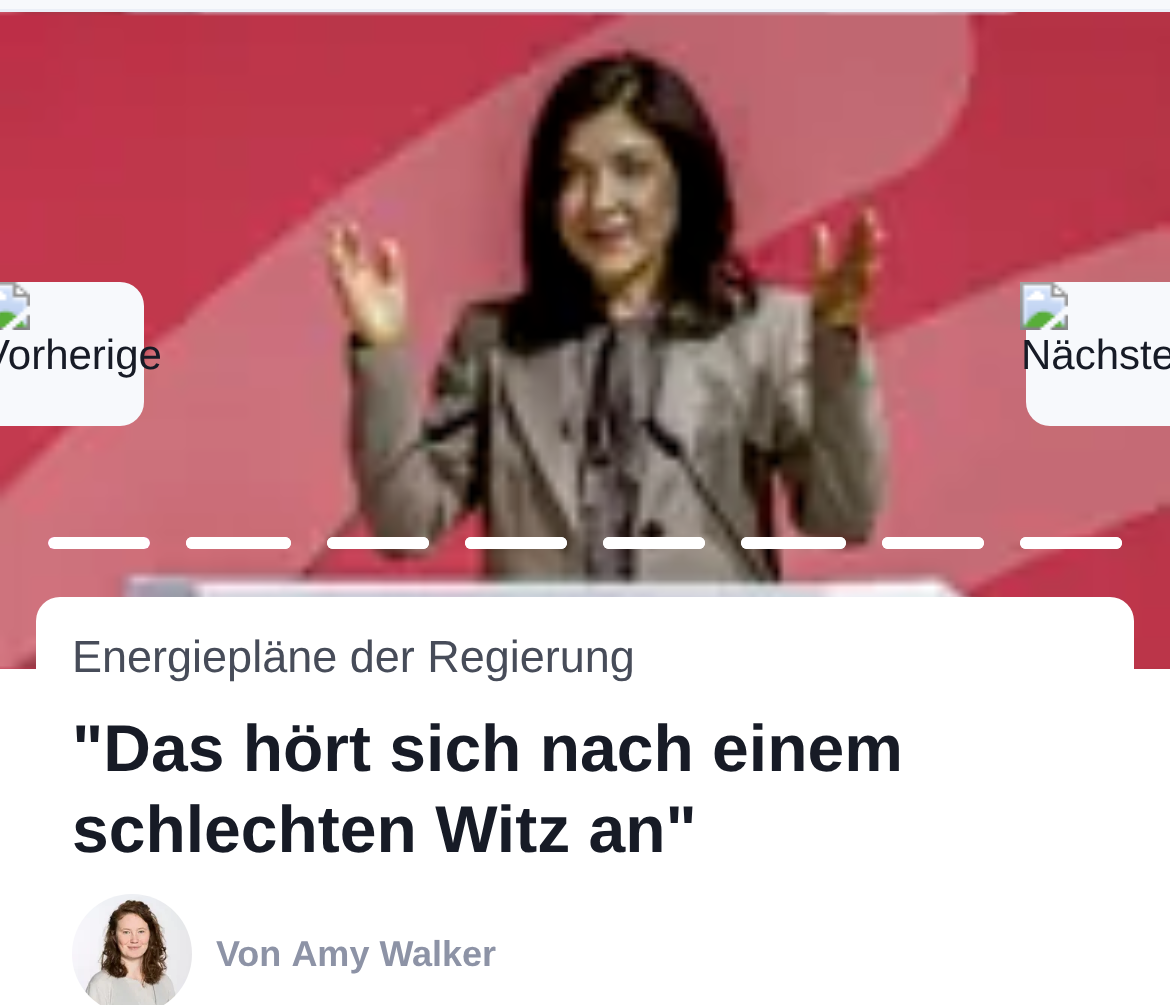 Vorherige
Nächste
Energiepläne der Regierung
"Das hört sich nach einem
schlechten Witz an"
Von Amy Walker